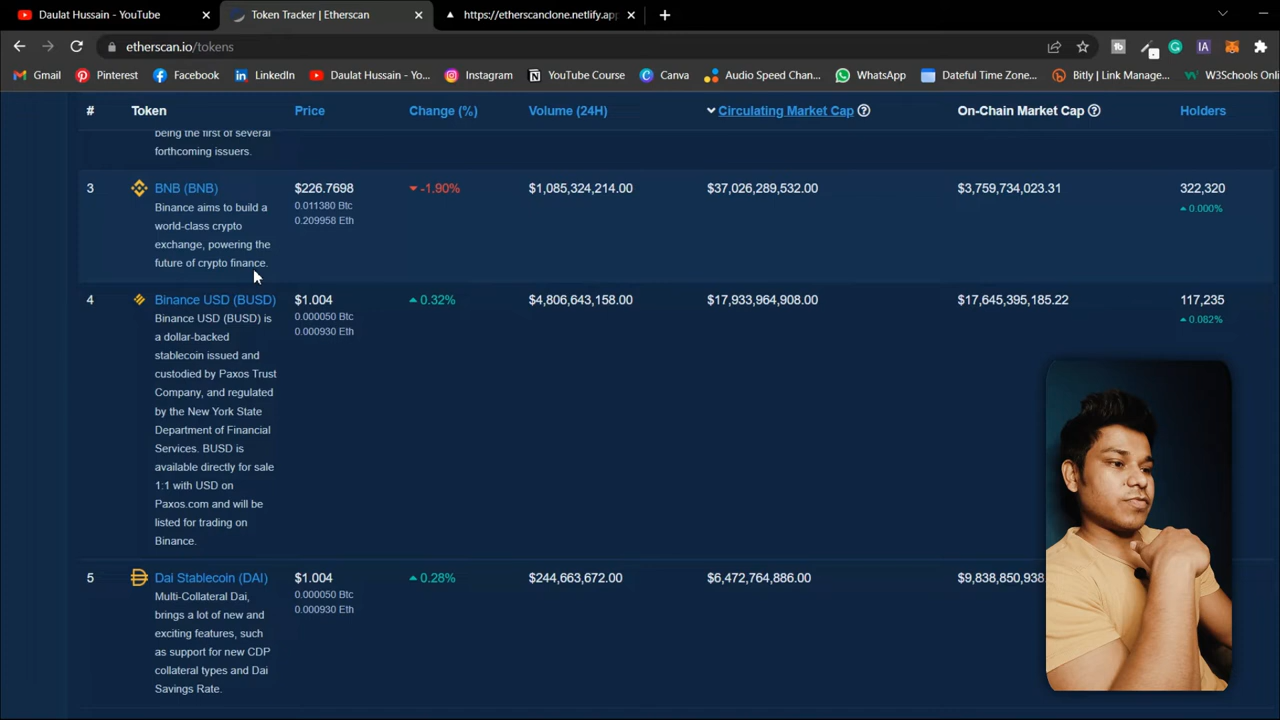 Daulat Hussain - YouTube
Token Tracker | Etherscan
https://etherscanclone.netlify.app
etherscan.io/tokens
Gmail
Pinterest
Facebook
LinkedIn
Daulat Hussain - Yo...
Instagram
YouTube Course
Canva
Audio Speed Chan...
WhatsApp
Dateful Time Zone...
Bitly | Link Manage...
W3Schools Onli
# Token Price Change (%) Volume (24H) Circulating Market Cap On-Chain Market Cap Holders
being the first of several
forthcoming issuers.
3 BNB (BNB) $226.7698 -1.90% $1,085,324,214.00 $37,026,289,532.00 $3,759,734,023.31 322,320
Binance aims to build a 0.011380 Btc 0.000%
world-class crypto 0.209958 Eth
exchange, powering the
future of crypto finance.
4 Binance USD (BUSD) $1.004 0.32% $4,806,643,158.00 $17,933,964,908.00 $17,645,395,185.22 117,235
Binance USD (BUSD) is 0.000050 Btc 0.082%
a dollar-backed 0.000930 Eth
stablecoin issued and
custodied by Paxos Trust
Company, and regulated
by the New York State
Department of Financial
Services. BUSD is
available directly for sale
1:1 with USD on
Paxos.com and will be
listed for trading on
Binance.
5 Dai Stablecoin (DAI) $1.004 0.28% $244,663,672.00 $6,472,764,886.00 $9,838,850,938
Multi-Collateral Dai, 0.000050 Btc
brings a lot of new and 0.000930 Eth
exciting features, such
as support for new CDP
collateral types and Dai
Savings Rate.